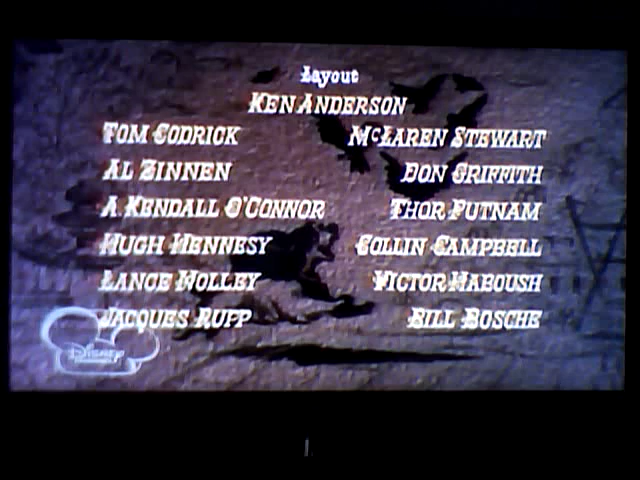 Layout
KEN ANDERSON
TOM CODRICK McLAREN STEWART
AL ZINNEN DON GRIFFITH
A. KENDALL O'CONNOR THOR PUTNAM
HUGH HENNESY COLLIN CAMPBELL
LANCE NOLLEY VICTOR HABOUSH
JACQUES RUPP BILL BOSCHE
DISNEY